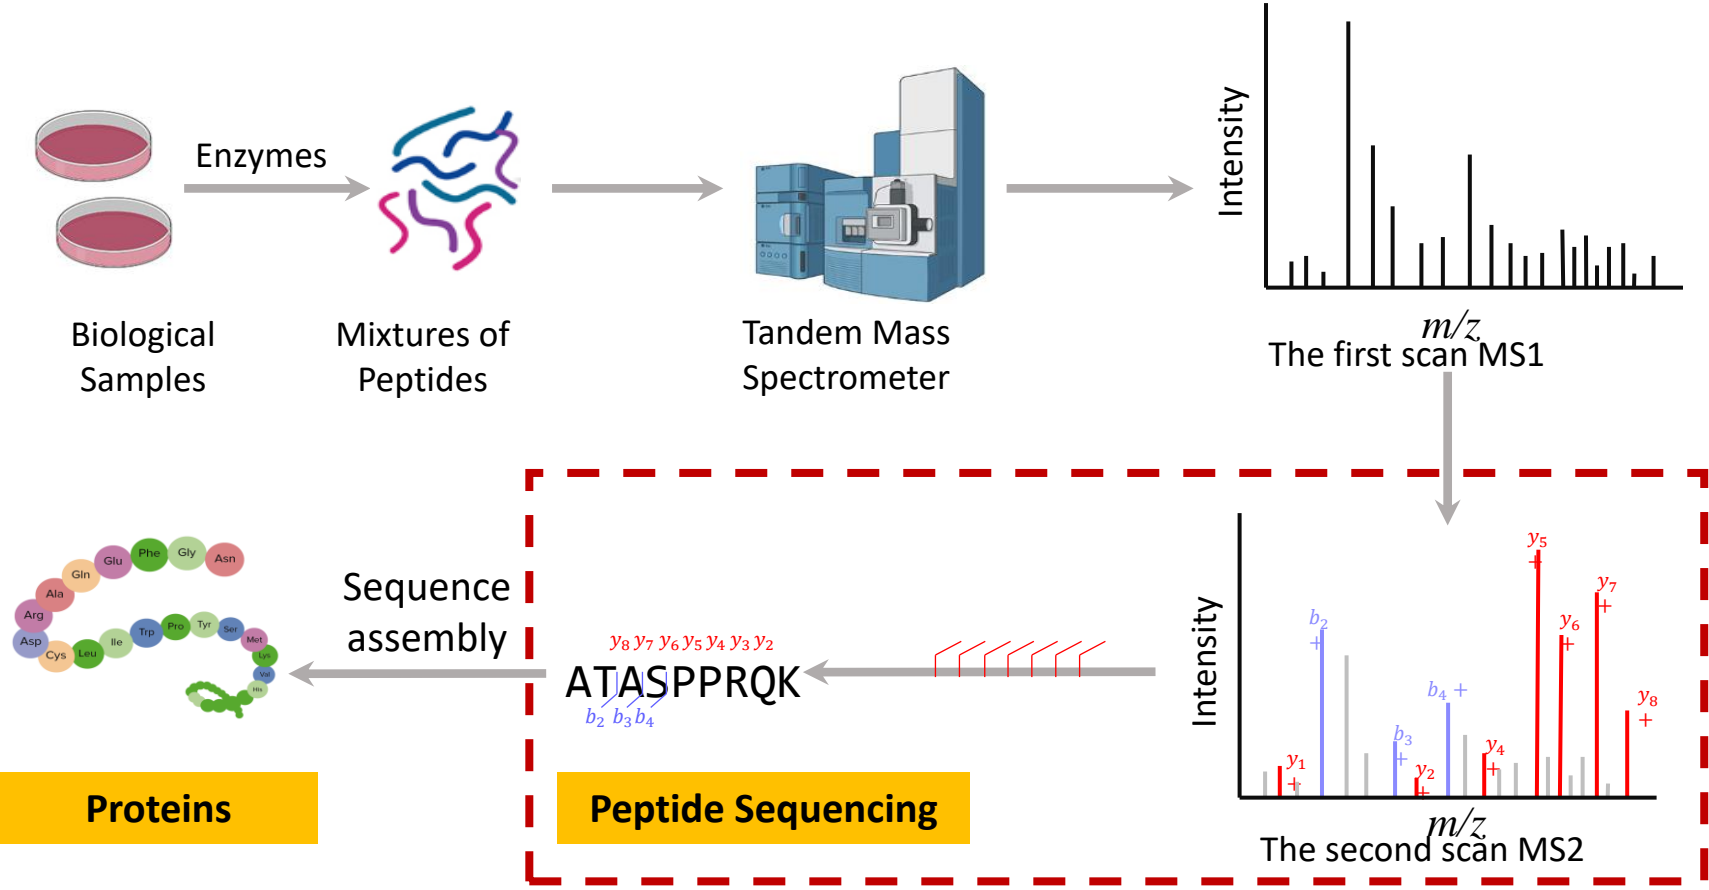 Enzymes
Biological
Samples
Mixtures of
Peptides
Tandem Mass
Spectrometer
Intensity
m/z
The first scan MS1
Intensity
b₂
+
b₃
+
b₄ +
y₁
+
y₂
+
y₄
+
y₅
+
y₆
+
y₇
+
y₈
+
m/z
The second scan MS2
y₈ y₇ y₆ y₅ y₄ y₃ y₂
ATASPPRQK
b₂ b₃ b₄
Peptide Sequencing
Sequence
assembly
Asn
Gly
Phe
Glu
Gln
Ala
Arg
Asp
Cys
Leu
Ile
Trp
Pro
Tyr
Ser
Met
Lys
Val
His
Proteins